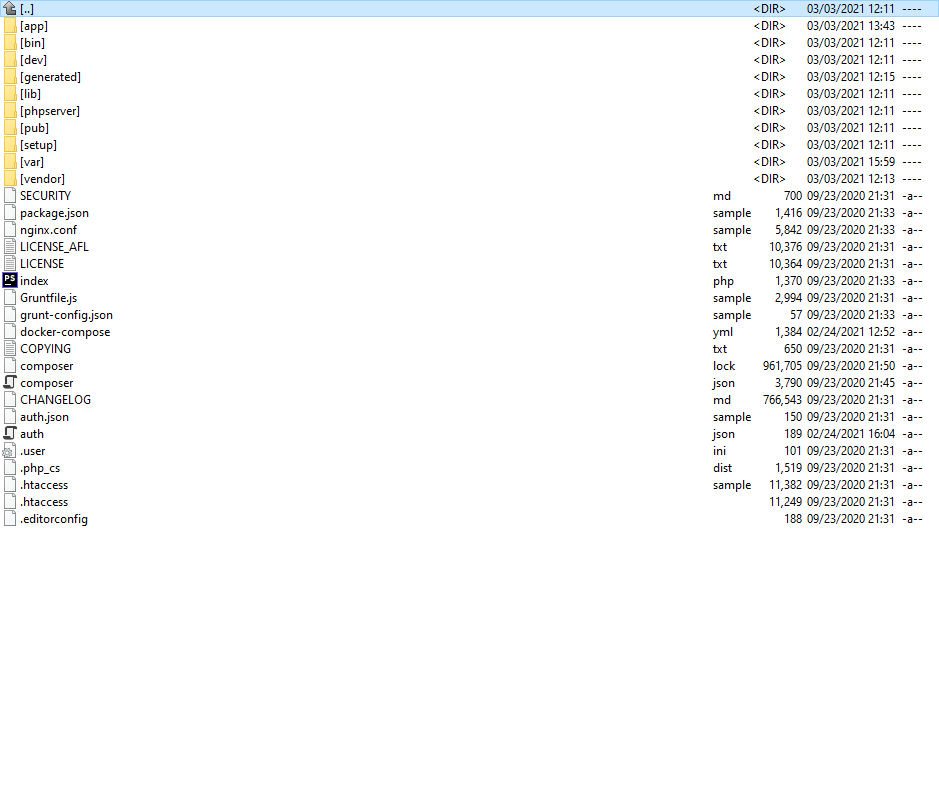 [..] <DIR> 03/03/2021 12:11 ----
[app] <DIR> 03/03/2021 13:43 ----
[bin] <DIR> 03/03/2021 12:11 ----
[dev] <DIR> 03/03/2021 12:11 ----
[generated] <DIR> 03/03/2021 12:15 ----
[lib] <DIR> 03/03/2021 12:11 ----
[phpserver] <DIR> 03/03/2021 12:11 ----
[pub] <DIR> 03/03/2021 12:11 ----
[setup] <DIR> 03/03/2021 12:11 ----
[var] <DIR> 03/03/2021 15:59 ----
[vendor] <DIR> 03/03/2021 12:13 ----
SECURITY md 700 09/23/2020 21:31 -a--
package.json sample 1,416 09/23/2020 21:33 -a--
nginx.conf sample 5,842 09/23/2020 21:33 -a--
LICENSE_AFL txt 10,376 09/23/2020 21:31 -a--
LICENSE txt 10,364 09/23/2020 21:31 -a--
PS index php 1,370 09/23/2020 21:33 -a--
Gruntfile.js sample 2,994 09/23/2020 21:31 -a--
grunt-config.json sample 57 09/23/2020 21:33 -a--
docker-compose yml 1,384 02/24/2021 12:52 -a--
COPYING txt 650 09/23/2020 21:31 -a--
composer lock 961,705 09/23/2020 21:50 -a--
composer json 3,790 09/23/2020 21:45 -a--
CHANGELOG md 766,543 09/23/2020 21:31 -a--
auth.json sample 150 09/23/2020 21:31 -a--
auth json 189 02/24/2021 16:04 -a--
.user ini 101 09/23/2020 21:31 -a--
.php_cs dist 1,519 09/23/2020 21:31 -a--
.htaccess sample 11,382 09/23/2020 21:31 -a--
.htaccess 11,249 09/23/2020 21:31 -a--
.editorconfig 188 09/23/2020 21:31 -a--